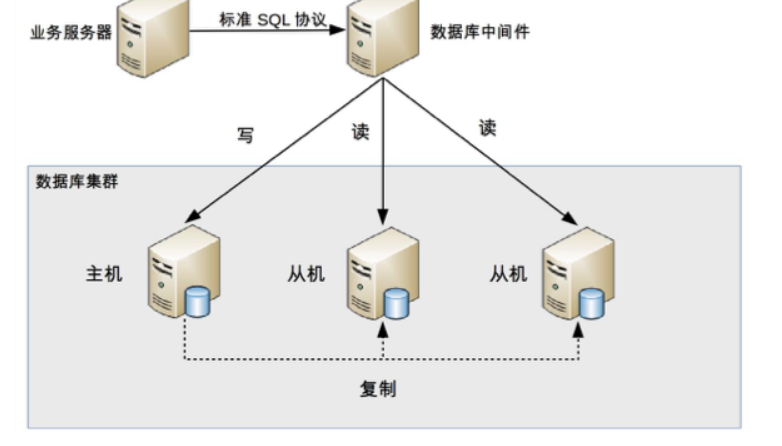 业务服务器
标准 SQL 协议
数据库中间件
写
读
读
数据库集群
主机
从机
从机
复制